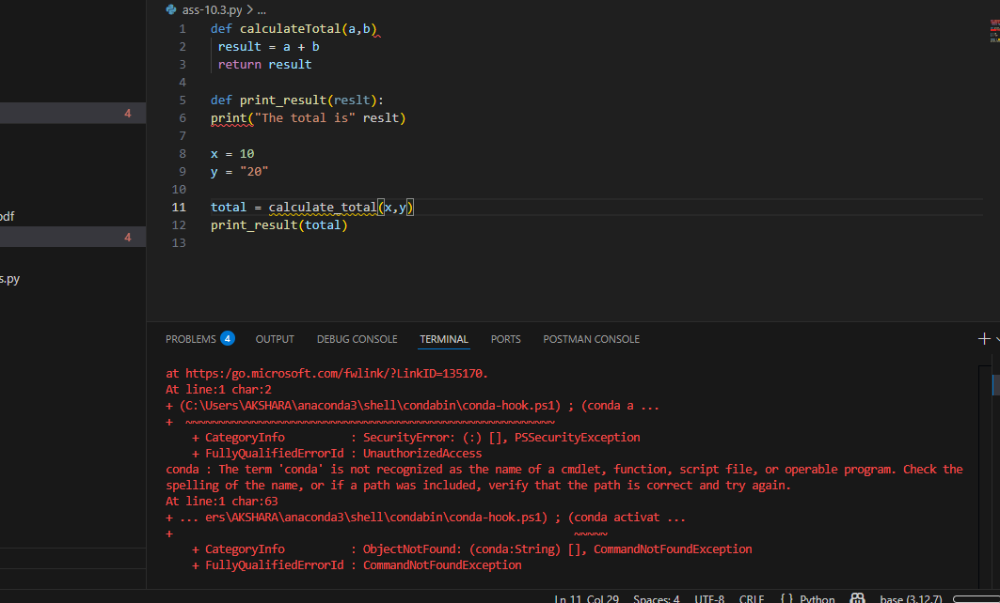 ass-10.3.py > ...
1 def calculateTotal(a,b)
2 result = a + b
3 return result
4
5 def print_result(reslt):
6 print("The total is" reslt)
7
8 x = 10
9 y = "20"
10
11 total = calculate_total(x,y)
12 print_result(total)
13
4
pdf
4
s.py
PROBLEMS 4 OUTPUT DEBUG CONSOLE TERMINAL PORTS POSTMAN CONSOLE
at https:/go.microsoft.com/fwlink/?LinkID=135170.
At line:1 char:2
+ (C:\Users\AKSHARA\anaconda3\shell\condabin\conda-hook.ps1) ; (conda a ...
+ ~~~~~~~~~~~~~~~~~~~~~~~~~~~~~~~~~~~~~~~~~~~~~~~~~~~~~~~~~
+ CategoryInfo : SecurityError: (:) [], PSSecurityException
+ FullyQualifiedErrorId : UnauthorizedAccess
conda : The term 'conda' is not recognized as the name of a cmdlet, function, script file, or operable program. Check the
spelling of the name, or if a path was included, verify that the path is correct and try again.
At line:1 char:63
+ ... ers\AKSHARA\anaconda3\shell\condabin\conda-hook.ps1) ; (conda activat ...
+ ~~~~~
+ CategoryInfo : ObjectNotFound: (conda:String) [], CommandNotFoundException
+ FullyQualifiedErrorId : CommandNotFoundException
Ln 11, Col 29 Spaces: 4 UTF-8 CRLF { } Python base (3.12.7)